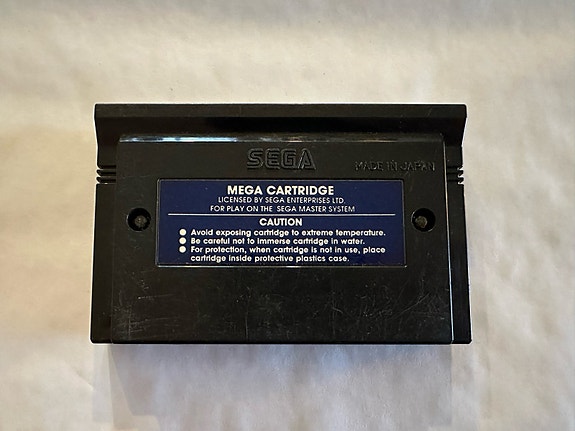 SEGA
MADE IN JAPAN
MEGA CARTRIDGE
LICENSED BY SEGA ENTERPRISES LTD.
FOR PLAY ON THE SEGA MASTER SYSTEM
CAUTION
● Avoid exposing cartridge to extreme temperature.
● Be careful not to immerse cartridge in water.
● For protection, when cartridge is not in use, place
cartridge inside protective plastics case.